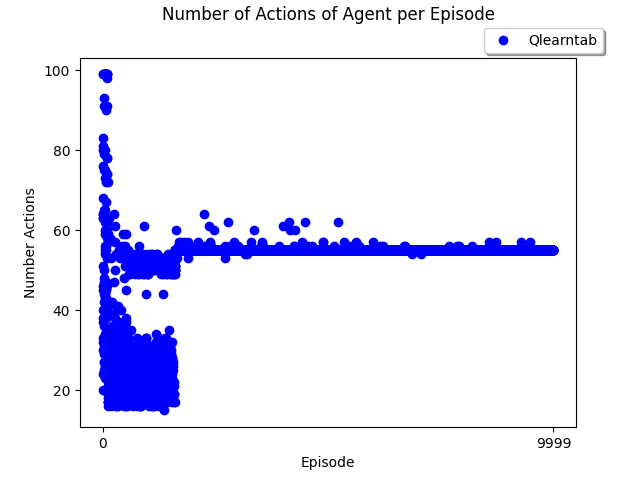 Number of Actions of Agent per Episode
Qlearntab
100
80
60
40
20
Number Actions
0
9999
Episode